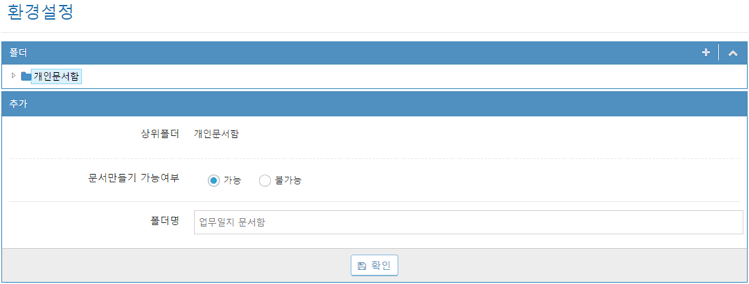 환경설정
폴더
개인문서함
추가
상위폴더 개인문서함
문서만들기 가능여부 가능 불가능
폴더명 업무일지 문서함
확인